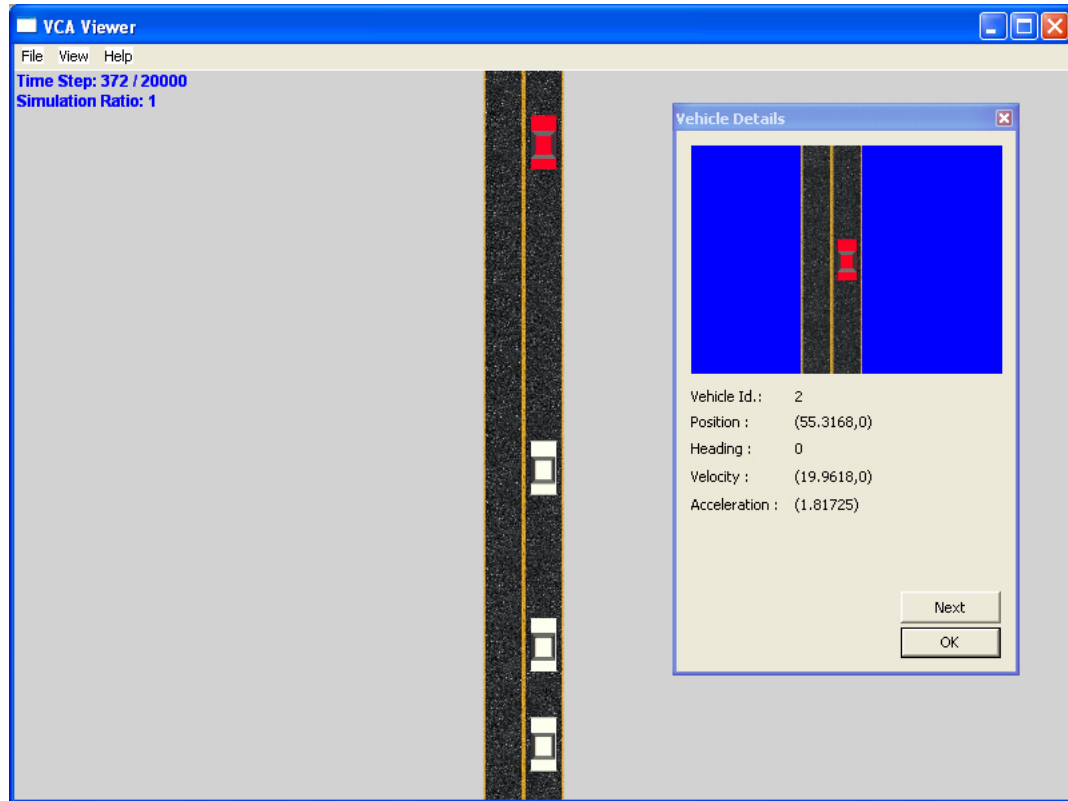 VCA Viewer
File View Help
Time Step: 372 / 20000
Simulation Ratio: 1
Vehicle Details
Vehicle Id.: 2
Position : (55.3168,0)
Heading : 0
Velocity : (19.9618,0)
Acceleration : (1.81725)
Next
OK